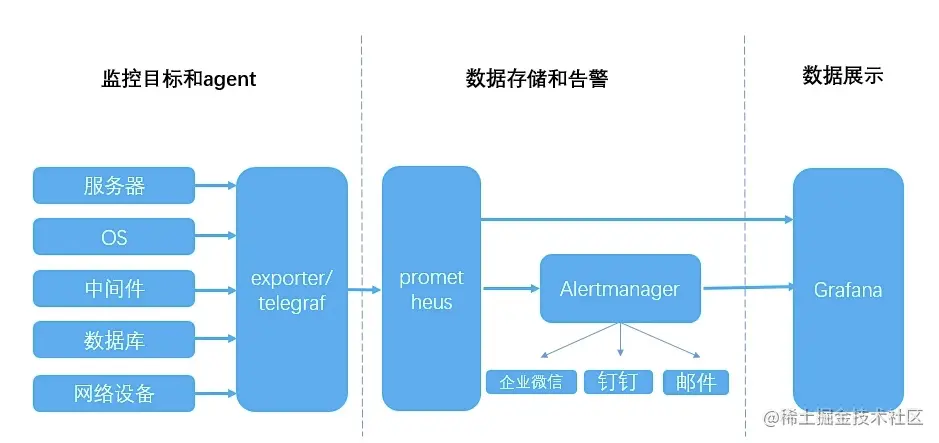 监控目标和agent
数据存储和告警
数据展示
服务器
OS
中间件
数据库
网络设备
exporter/
telegraf
promet
heus
Alertmanager
企业微信
钉钉
邮件
Grafana
@稀土掘金技术社区